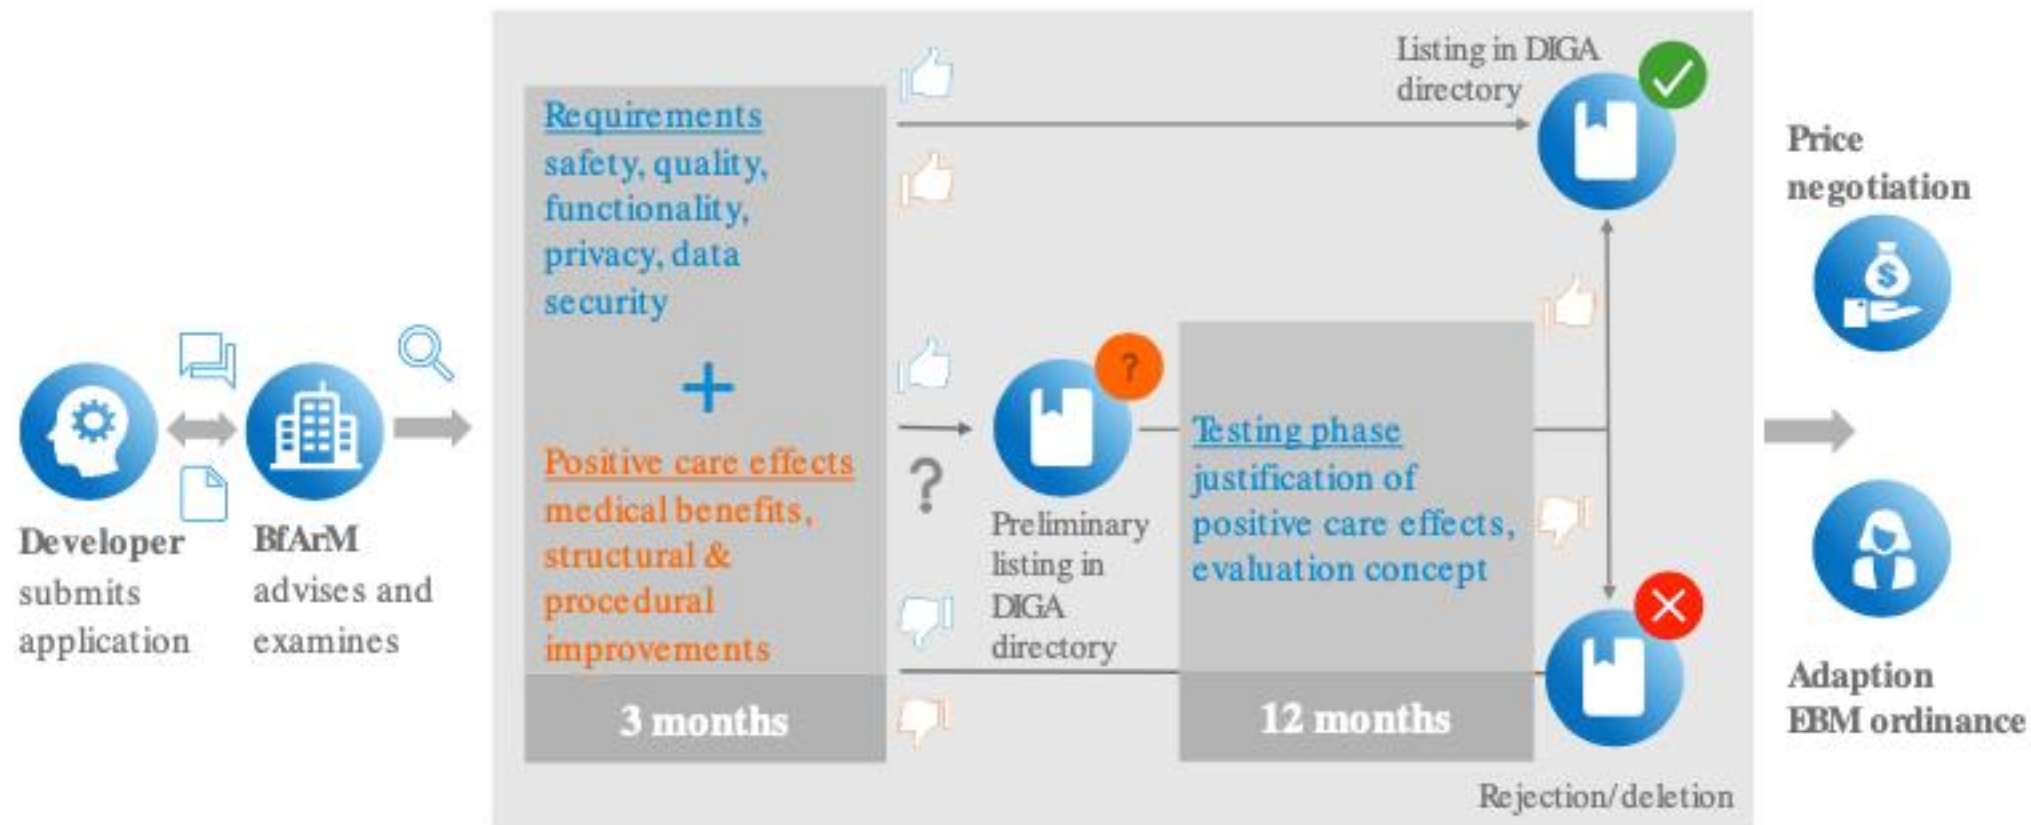 Developer
submits
application
BfArM
advises and
examines
Requirements
safety, quality,
functionality,
privacy, data
security
+
Positive care effects
medical benefits,
structural &
procedural
improvements
3 months
?
?
Preliminary
listing in
DIGA
directory
Testing phase
justification of
positive care effects,
evaluation concept
12 months
Listing in DIGA
directory
Rejection/deletion
Price
negotiation
$
Adaption
EBM ordinance